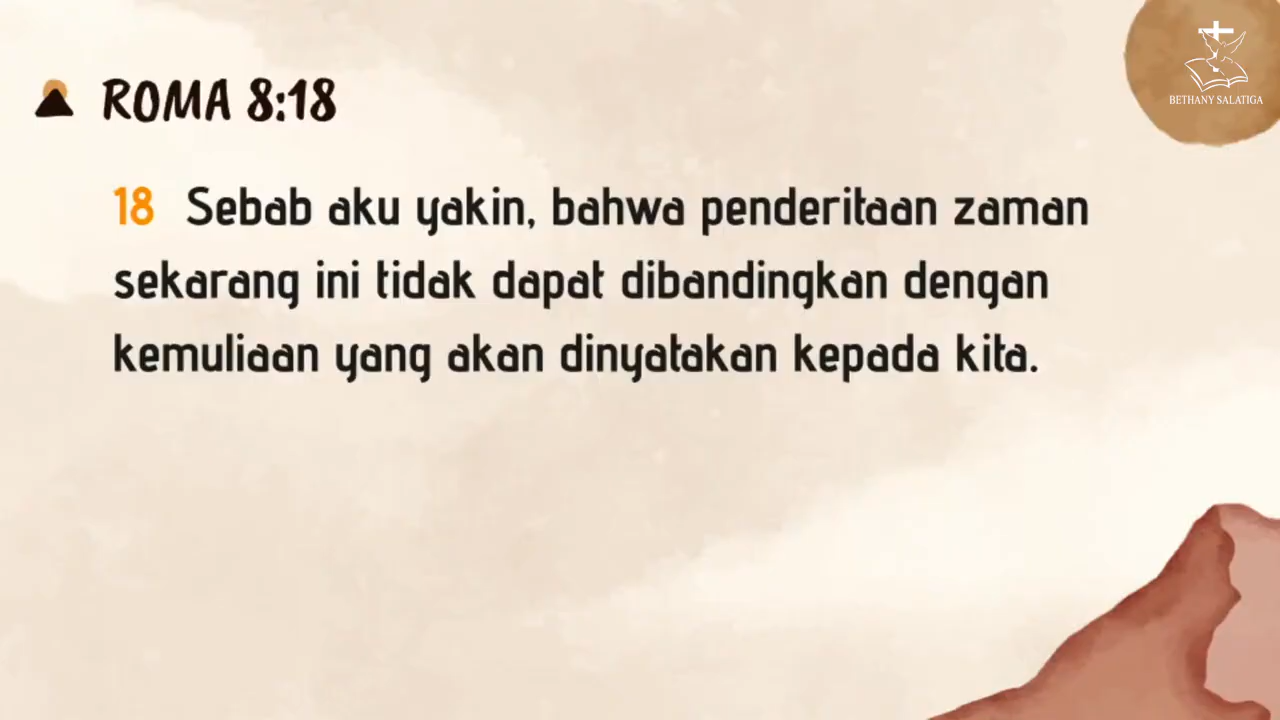 BETHANY SALATIGA
ROMA 8:18
18 Sebab aku yakin, bahwa penderitaan zaman
sekarang ini tidak dapat dibandingkan dengan
kemuliaan yang akan dinyatakan kepada kita.